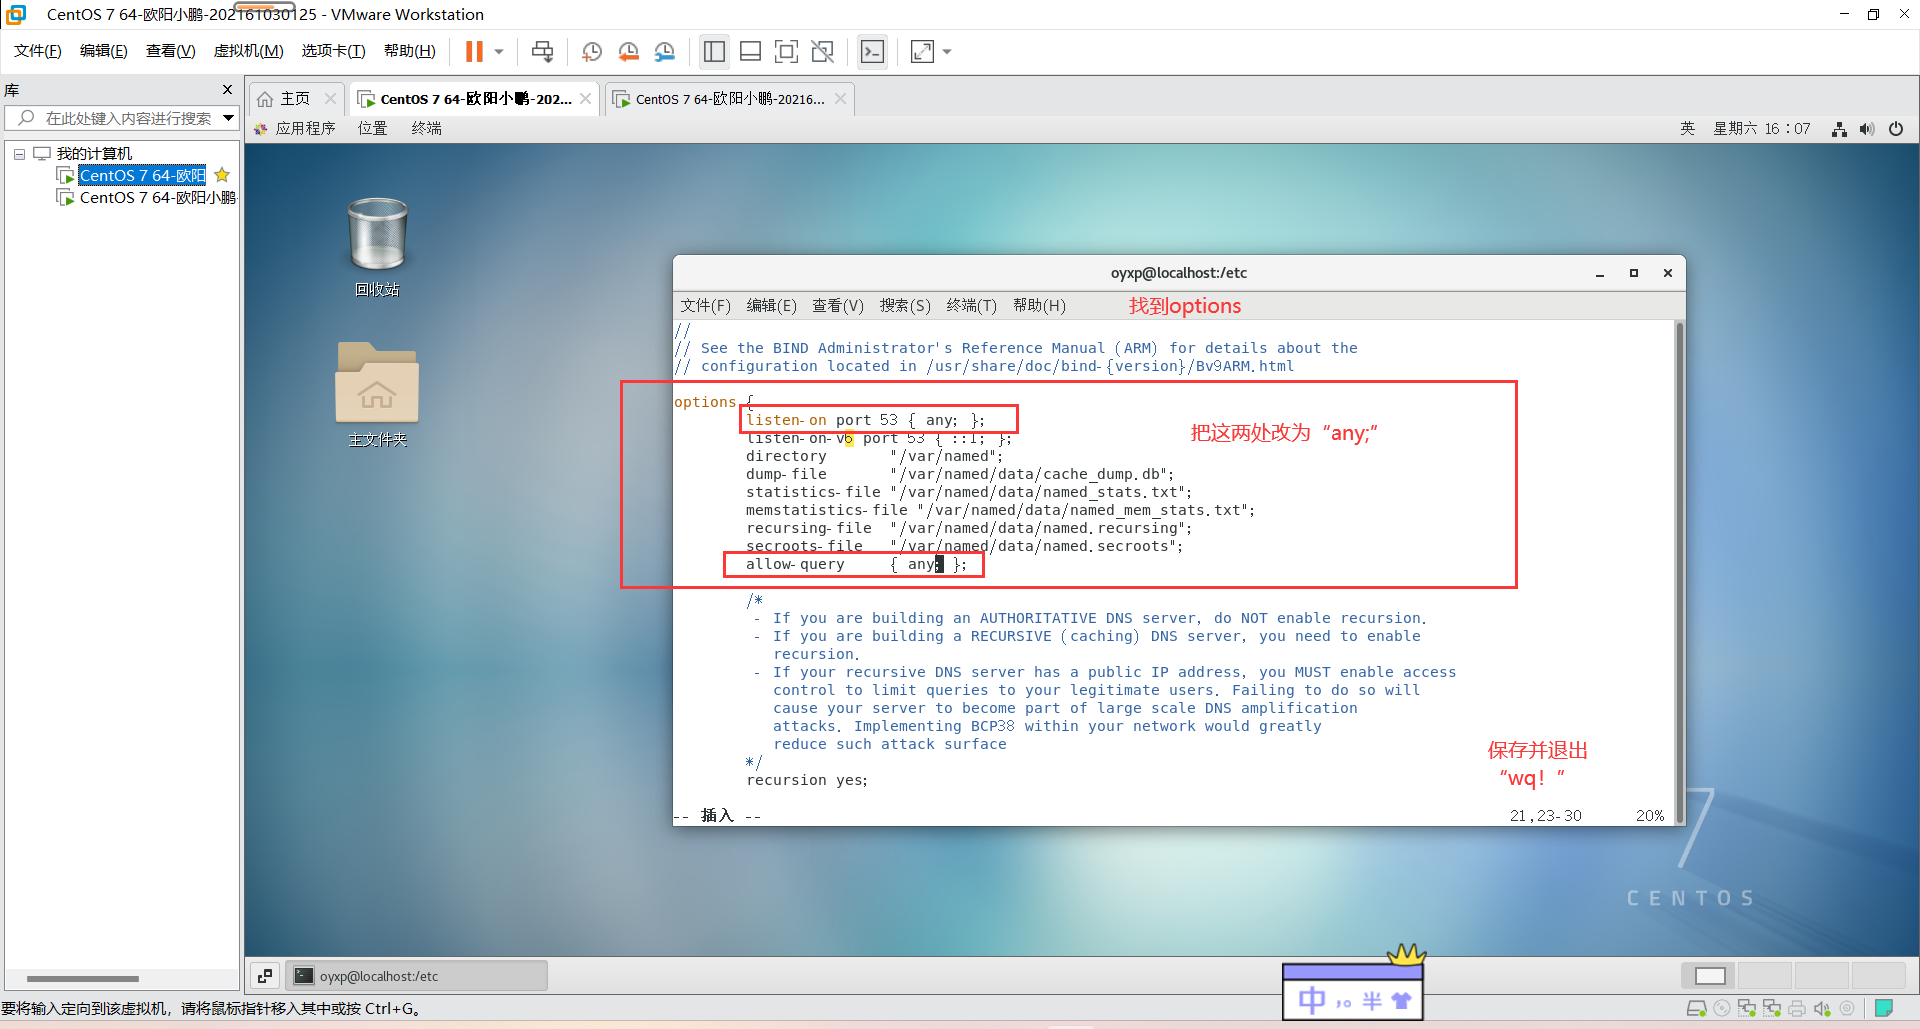 CentOS 7 64-欧阳小鹏-202161030125 - VMware Workstation
文件(F) 编辑(E) 查看(V) 虚拟机(M) 选项卡(T) 帮助(H)
库
在此处键入内容进行搜索
我的计算机
CentOS 7 64-欧阳
CentOS 7 64-欧阳小鹏-
主页
CentOS 7 64-欧阳小鹏-202...
CentOS 7 64-欧阳小鹏-20216...
应用程序 位置 终端
英 星期六 16：07
回收站
主文件夹
oyxp@localhost:/etc
文件(F) 编辑(E) 查看(V) 搜索(S) 终端(T) 帮助(H)
找到options
//
// See the BIND Administrator's Reference Manual (ARM) for details about the
// configuration located in /usr/share/doc/bind-{version}/Bv9ARM.html
options {
listen-on port 53 { any; };
listen-on-v6 port 53 { ::1; };
directory "/var/named";
dump-file "/var/named/data/cache_dump.db";
statistics-file "/var/named/data/named_stats.txt";
memstatistics-file "/var/named/data/named_mem_stats.txt";
recursing-file "/var/named/data/named.recursing";
secroots-file "/var/named/data/named.secroots";
allow-query { any; };
把这两处改为“any;”
/*
- If you are building an AUTHORITATIVE DNS server, do NOT enable recursion.
- If you are building a RECURSIVE (caching) DNS server, you need to enable
recursion.
- If your recursive DNS server has a public IP address, you MUST enable access
control to limit queries to your legitimate users. Failing to do so will
cause your server to become part of large scale DNS amplification
attacks. Implementing BCP38 within your network would greatly
reduce such attack surface
*/
recursion yes;
保存并退出
“wq！”
-- 插入 --
21,23-30 20%
7
CENTOS
oyxp@localhost:/etc
中 ，。 半
要将输入定向到该虚拟机，请将鼠标指针移入其中或按 Ctrl+G。